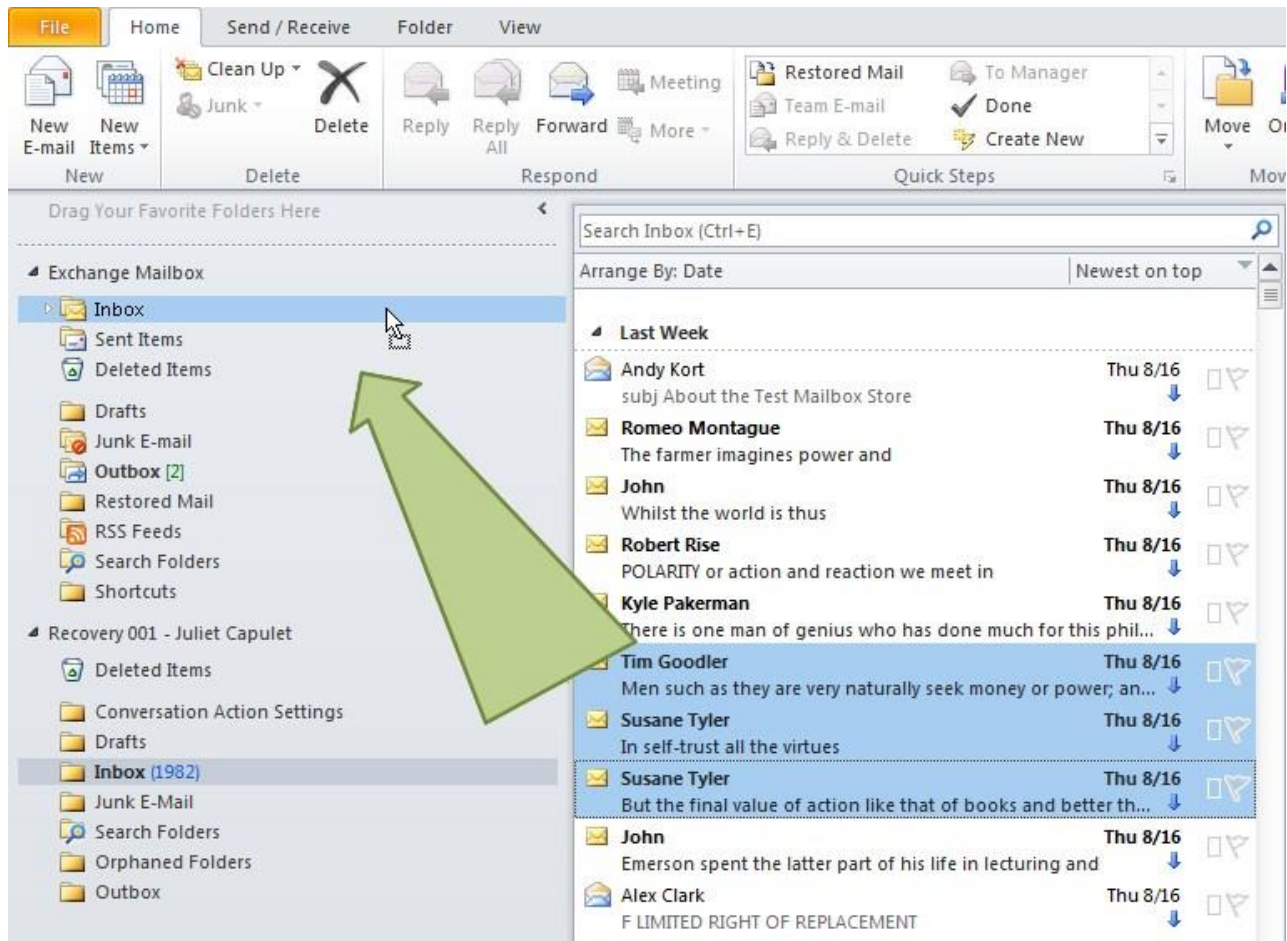 File Home Send / Receive Folder View
Clean Up Restored Mail To Manager
Junk Meeting Team E-mail Done
New E-mail New Items Delete Reply Reply All Forward More Reply & Delete Create New Move
New Delete Respond Quick Steps
Drag Your Favorite Folders Here
Search Inbox (Ctrl+E)
Exchange Mailbox
Arrange By: Date Newest on top
Inbox
Sent Items
Deleted Items
Drafts
Junk E-mail
Outbox [2]
Restored Mail
RSS Feeds
Search Folders
Shortcuts
Recovery 001 - Juliet Capulet
Deleted Items
Conversation Action Settings
Drafts
Inbox (1982)
Junk E-Mail
Search Folders
Orphaned Folders
Outbox
Last Week
Andy Kort Thu 8/16
subj About the Test Mailbox Store
Romeo Montague Thu 8/16
The farmer imagines power and
John Thu 8/16
Whilst the world is thus
Robert Rise Thu 8/16
POLARITY or action and reaction we meet in
Kyle Pakerman Thu 8/16
There is one man of genius who has done much for this phil...
Tim Goodler Thu 8/16
Men such as they are very naturally seek money or power; an...
Susane Tyler Thu 8/16
In self-trust all the virtues
Susane Tyler Thu 8/16
But the final value of action like that of books and better th...
John Thu 8/16
Emerson spent the latter part of his life in lecturing and
Alex Clark Thu 8/16
F LIMITED RIGHT OF REPLACEMENT